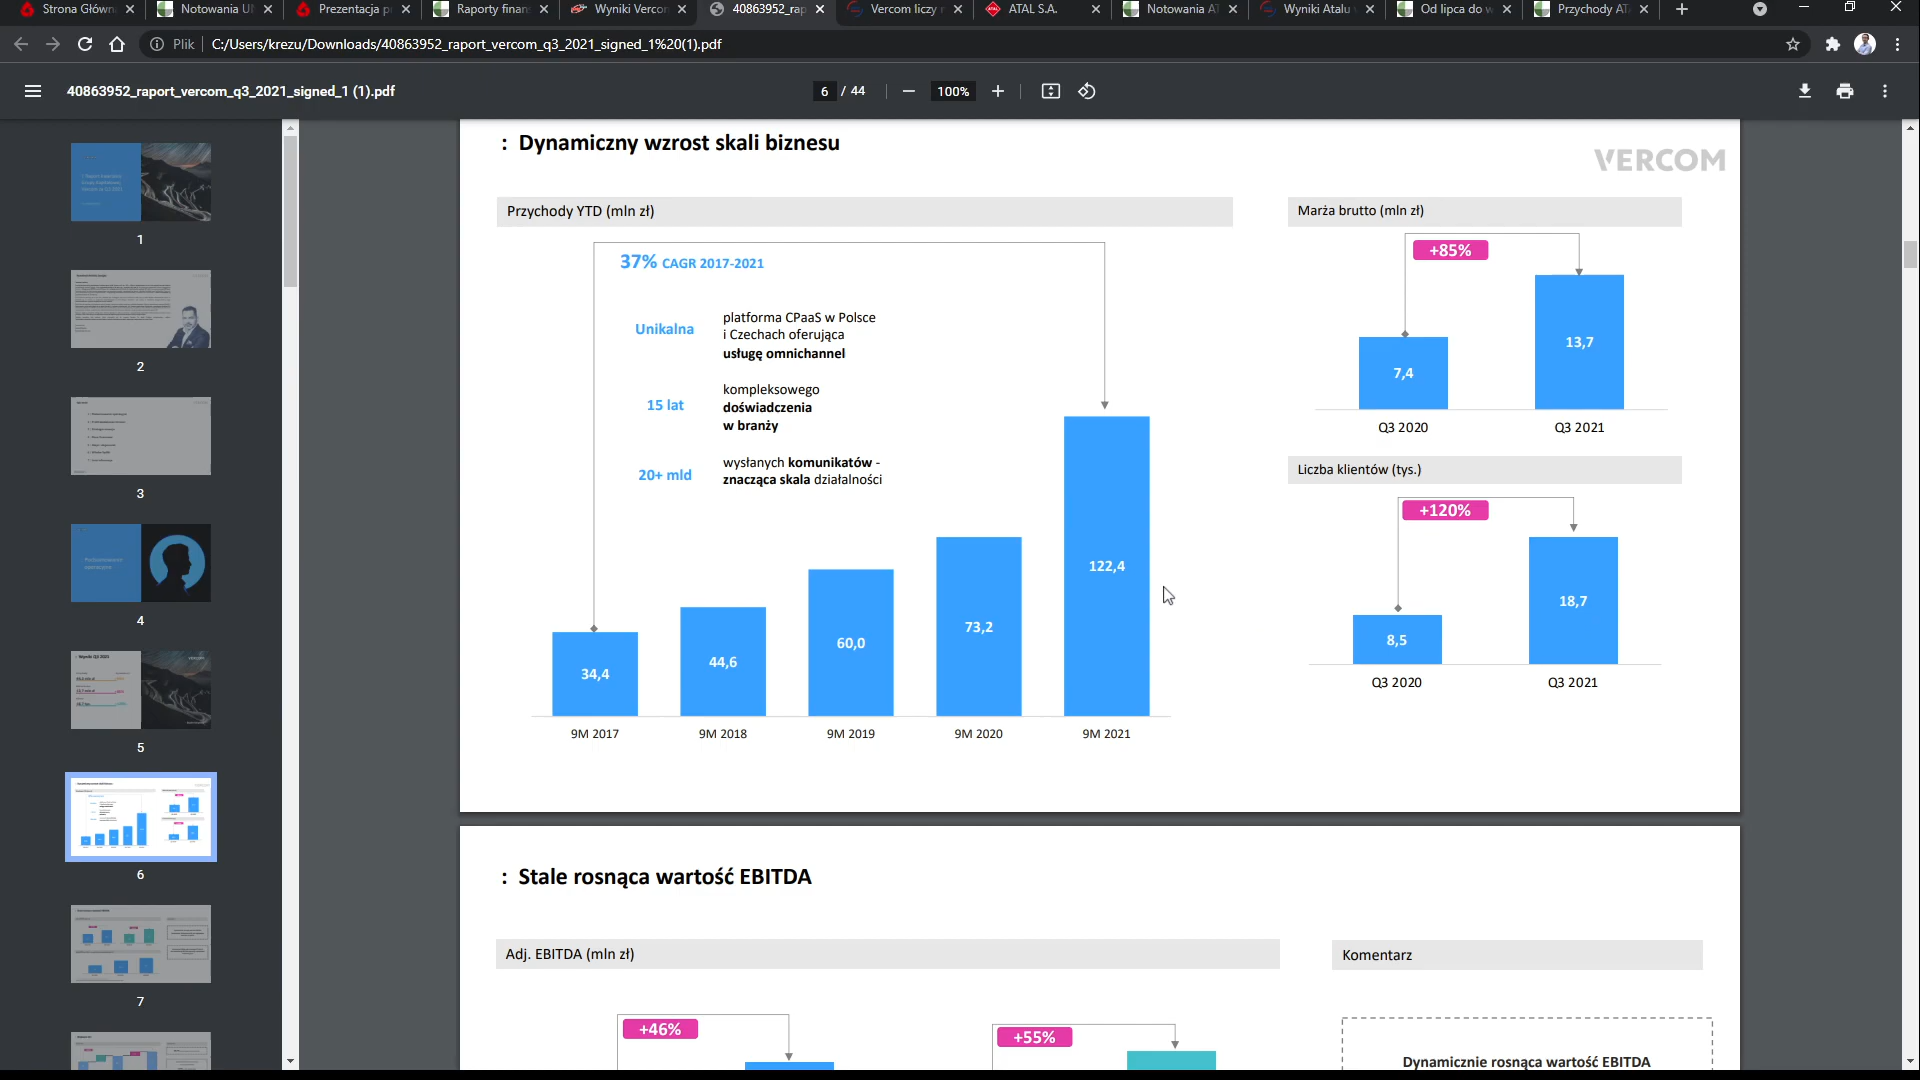 Strona Główn
Notowania U
Prezentacja p
Raporty finan
Wyniki Vercon
40863952_rap
Vercom liczy r
ATAL S.A.
Notowania A
Wyniki Atalu
Od lipca do w
Przychody AT
Plik
C:/Users/krezu/Downloads/40863952_raport_vercom_q3_2021_signed_1%20(1).pdf
40863952_raport_vercom_q3_2021_signed_1 (1).pdf
6 / 44
100%
1
2
3
4
5
6
7
: Dynamiczny wzrost skali biznesu
VERCOM
Przychody YTD (mln zł)
37% CAGR 2017-2021
Unikalna
platforma CPaaS w Polsce
i Czechach oferująca
usługę omnichannel
15 lat
kompleksowego
doświadczenia
w branży
20+ mld
wysłanych komunikatów -
znacząca skala działalności
34,4
44,6
60,0
73,2
122,4
9M 2017
9M 2018
9M 2019
9M 2020
9M 2021
Marża brutto (mln zł)
+85%
7,4
13,7
Q3 2020
Q3 2021
Liczba klientów (tys.)
+120%
8,5
18,7
Q3 2020
Q3 2021
: Stale rosnąca wartość EBITDA
Adj. EBITDA (mln zł)
+46%
+55%
Komentarz
Dynamicznie rosnąca wartość EBITDA